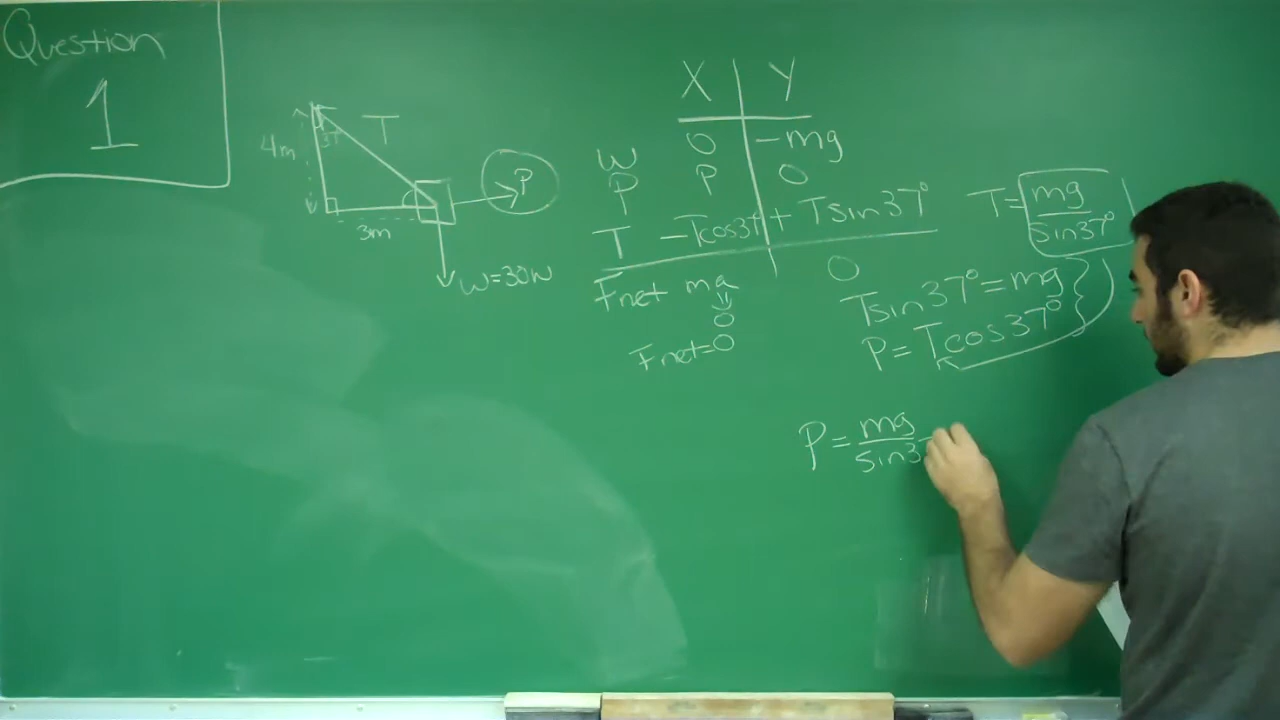 Question
1
4m
37
T
P
3m
W=30N
X Y
W 0 -mg
P P 0
T -Tcos37 + Tsin37°
Fnet ma 0
0
Fnet=0
T= mg
sin37°
Tsin37°=mg
P= Tcos37°
P= mg
sin3